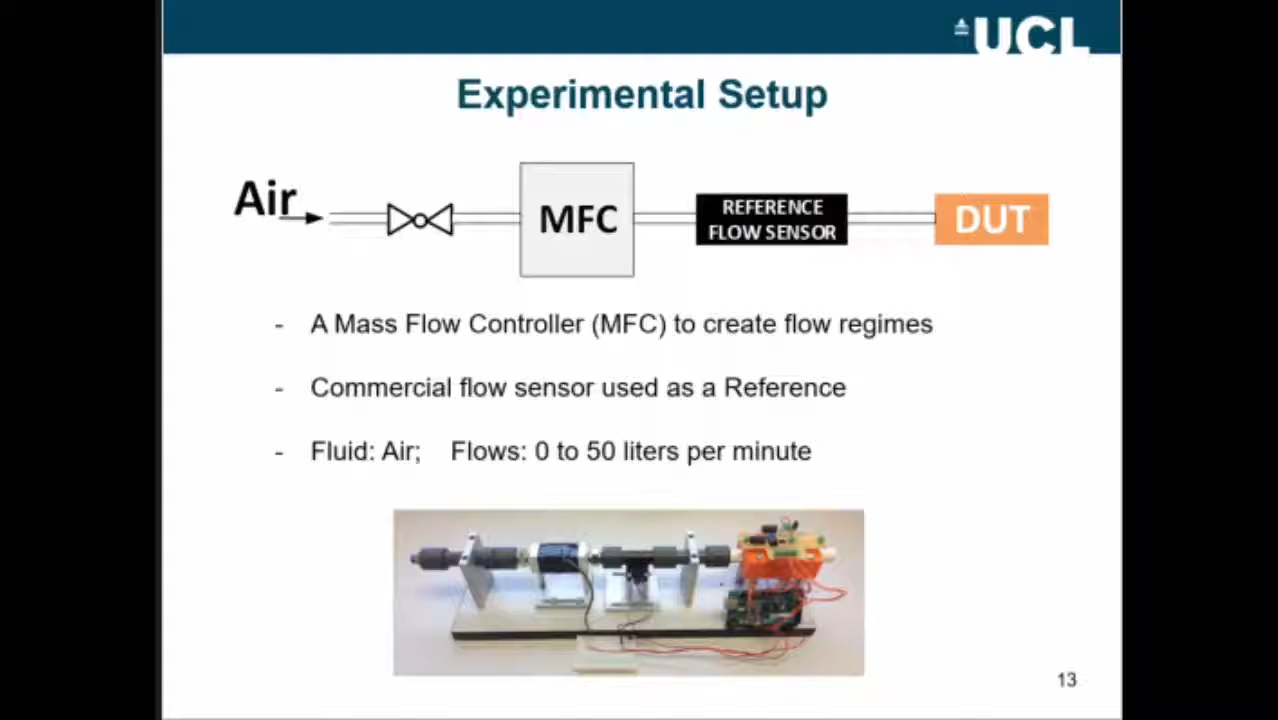 UCL
Experimental Setup
Air
MFC
REFERENCE
FLOW SENSOR
DUT
- A Mass Flow Controller (MFC) to create flow regimes
- Commercial flow sensor used as a Reference
- Fluid: Air; Flows: 0 to 50 liters per minute
13